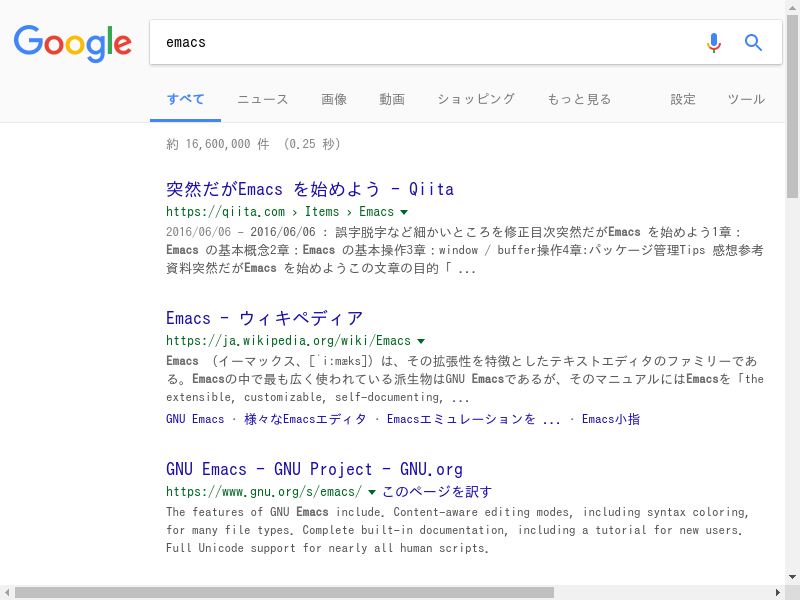 Google
emacs
すべて ニュース 画像 動画 ショッピング もっと見る 設定 ツール
約 16,600,000 件 （0.25 秒）
突然だがEmacs を始めよう - Qiita
https://qiita.com › Items › Emacs
2016/06/06 - 2016/06/06 : 誤字脱字など細かいところを修正目次突然だがEmacs を始めよう1章：
Emacs の基本概念2章：Emacs の基本操作3章：window / buffer操作4章:パッケージ管理Tips 感想参考
資料突然だがEmacs を始めようこの文章の目的「 ...
Emacs - ウィキペディア
https://ja.wikipedia.org/wiki/Emacs
Emacs （イーマックス、[ˈiːmæks]）は、その拡張性を特徴としたテキストエディタのファミリーであ
る。Emacsの中で最も広く使われている派生物はGNU Emacsであるが、そのマニュアルにはEmacsを「the
extensible, customizable, self-documenting, ...
GNU Emacs · 様々なEmacsエディタ · Emacsエミュレーションを ... · Emacs小指
GNU Emacs - GNU Project - GNU.org
https://www.gnu.org/s/emacs/ このページを訳す
The features of GNU Emacs include. Content-aware editing modes, including syntax coloring,
for many file types. Complete built-in documentation, including a tutorial for new users.
Full Unicode support for nearly all human scripts.